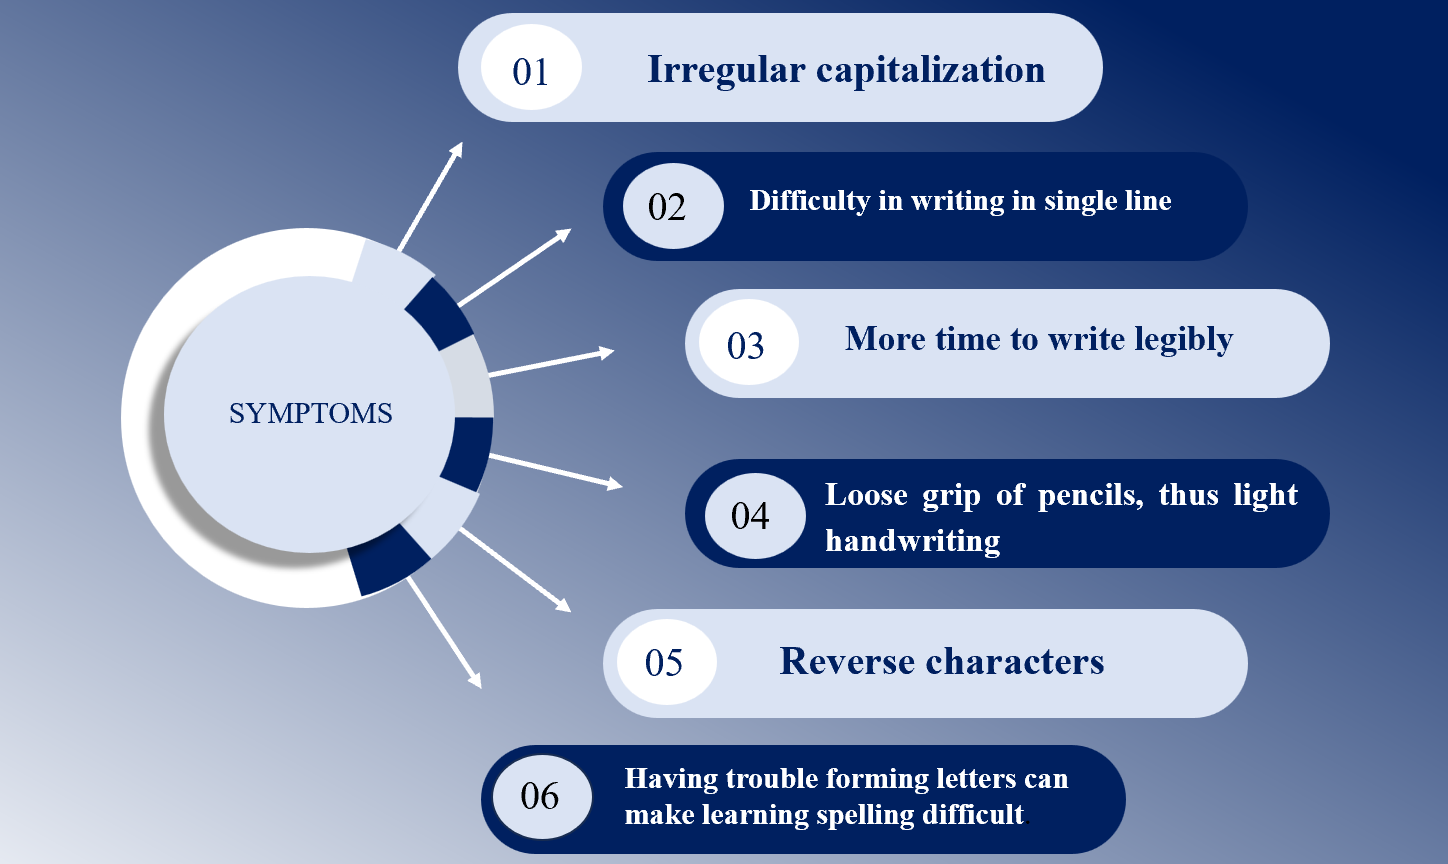 01
Irregular capitalization
02
Difficulty in writing in single line
03
More time to write legibly
SYMPTOMS
04
Loose grip of pencils, thus light
handwriting
05
Reverse characters
06
Having trouble forming letters can
make learning spelling difficult.